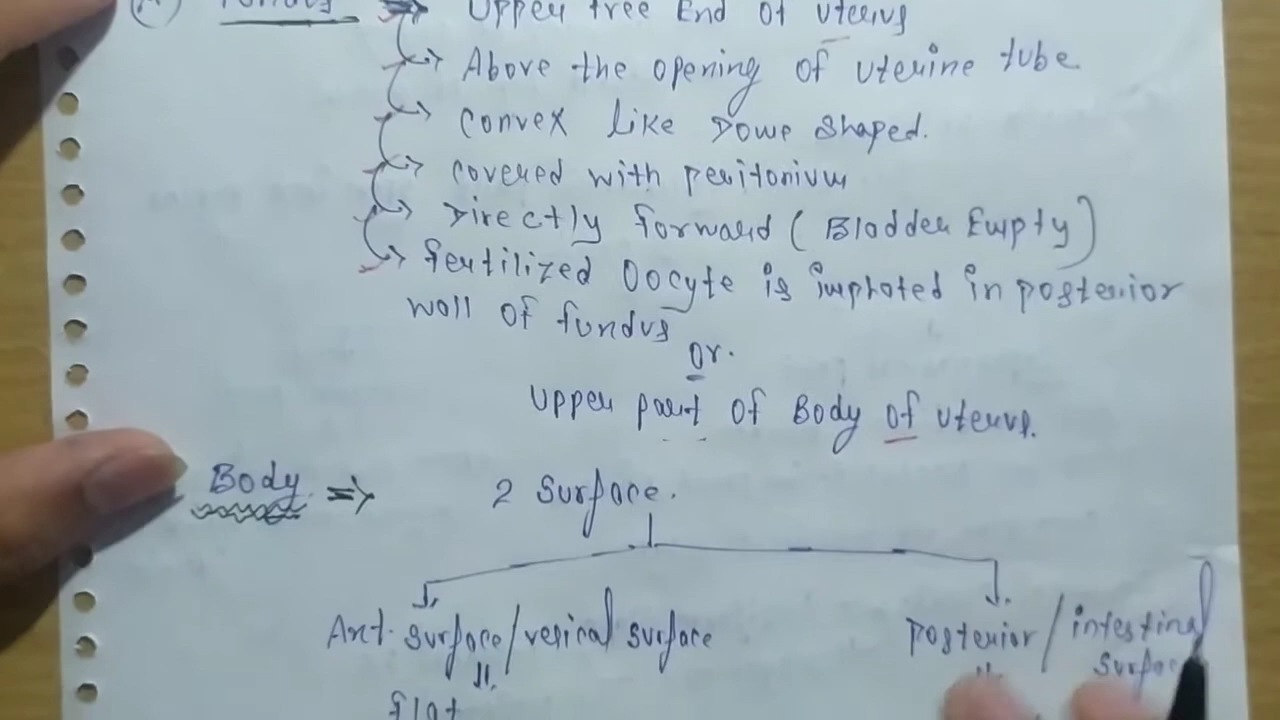 Fundus ⇒ Upper free End of uterus
→ Above the opening of uterine tube
→ convex like Dome shaped.
→ covered with peritonium
→ Directly forward (Bladder Empty)
→ fertilized Oocyte is implated in posterior
wall of fundus
or.
Upper part of Body of uterus.
Body ⇒ 2 Surface.
Ant. surface/vesical surface
posterior/intestinal
surface
flat